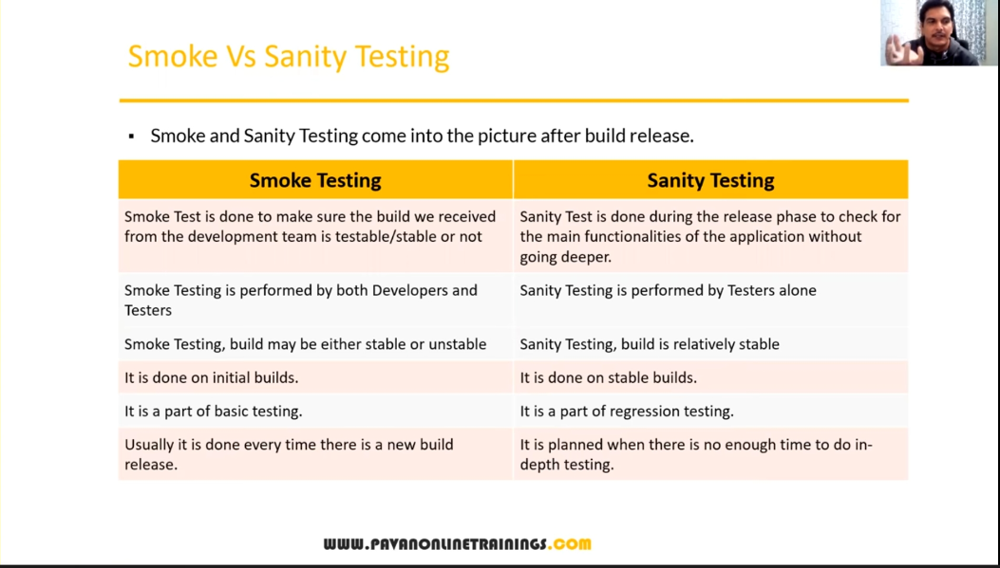 Smoke Vs Sanity Testing
▪ Smoke and Sanity Testing come into the picture after build release.
Smoke Testing
Sanity Testing
Smoke Test is done to make sure the build we received
from the development team is testable/stable or not
Sanity Test is done during the release phase to check for
the main functionalities of the application without
going deeper.
Smoke Testing is performed by both Developers and
Testers
Sanity Testing is performed by Testers alone
Smoke Testing, build may be either stable or unstable
Sanity Testing, build is relatively stable
It is done on initial builds.
It is done on stable builds.
It is a part of basic testing.
It is a part of regression testing.
Usually it is done every time there is a new build
release.
It is planned when there is no enough time to do in-
depth testing.
WWW.PAVANONLINETRAININGS.COM